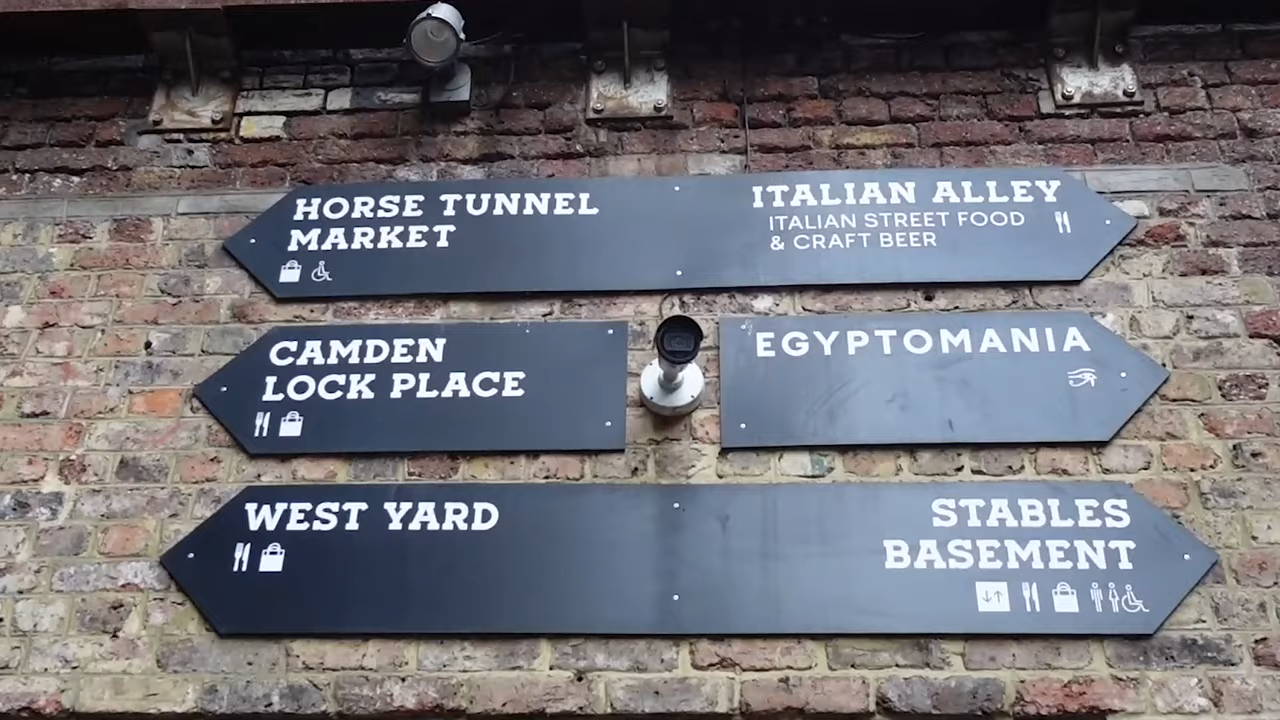 HORSE TUNNEL
MARKET
ITALIAN ALLEY
ITALIAN STREET FOOD
& CRAFT BEER
CAMDEN
LOCK PLACE
EGYPTOMANIA
WEST YARD
STABLES
BASEMENT